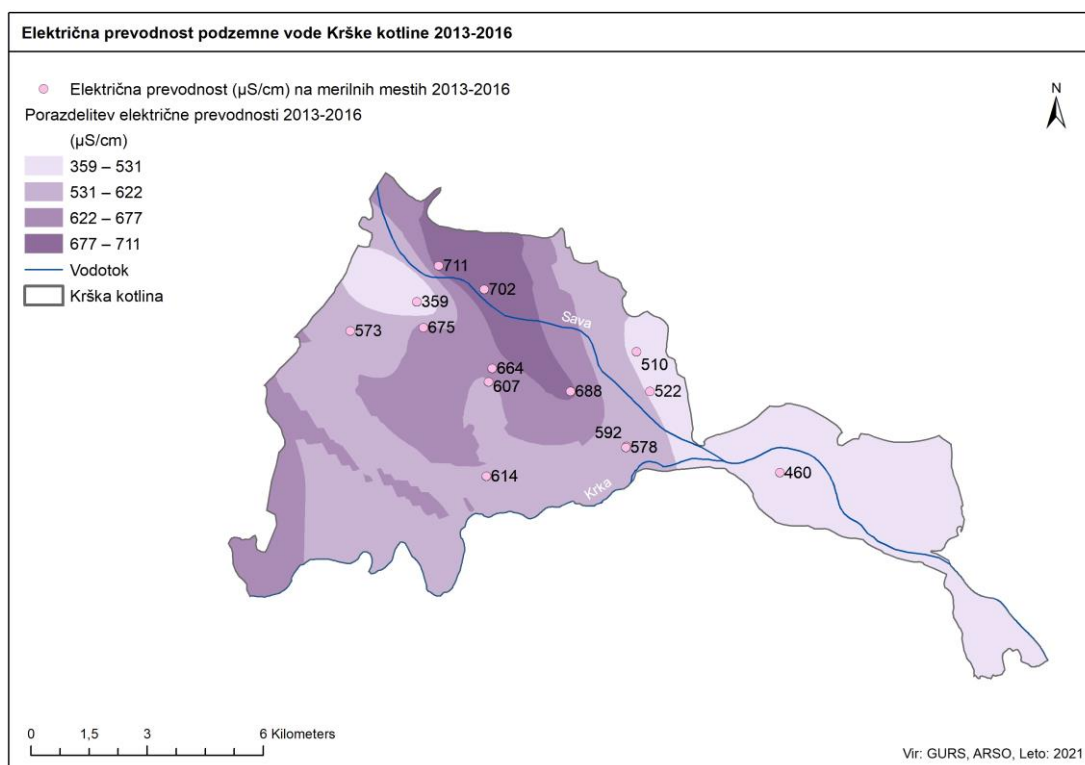 Električna prevodnost podzemne vode Krške kotline 2013-2016
Električna prevodnost (µS/cm) na merilnih mestih 2013-2016
Porazdelitev električne prevodnosti 2013-2016
(µS/cm)
359 – 531
531 – 622
622 – 677
677 – 711
Vodotok
Krška kotlina
N
711
702
359
573
675
Sava
510
664
607
688
522
592
578
614
Krka
460
0 1,5 3 6 Kilometers
Vir: GURS, ARSO, Leto: 2021